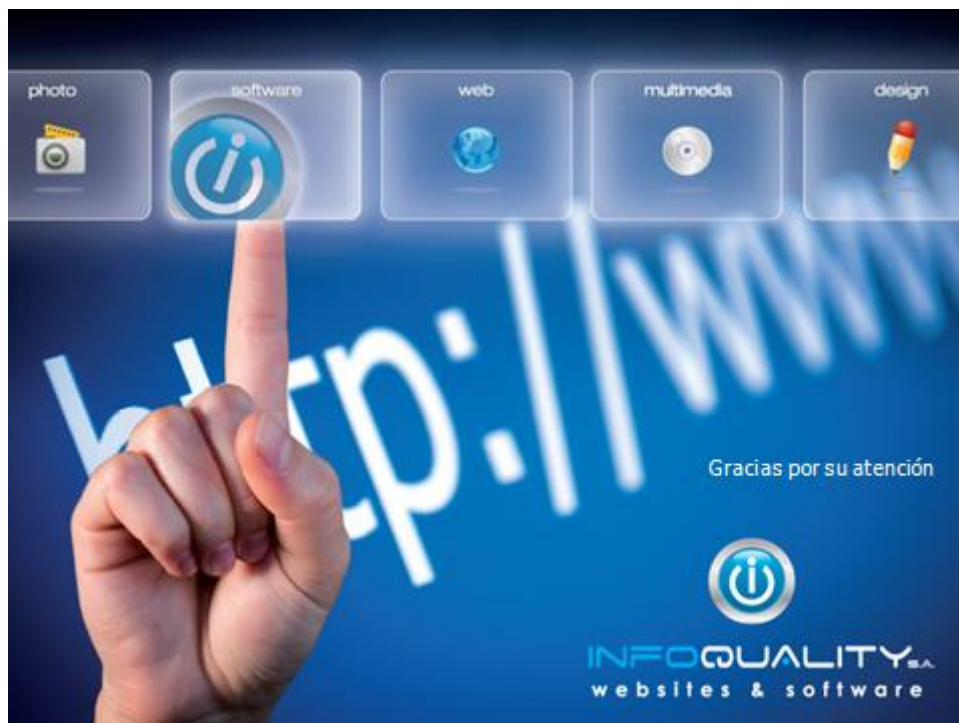 photo
software
web
multimedia
design
http://www
Gracias por su atención
INFOQUALITY S.A.
websites & software